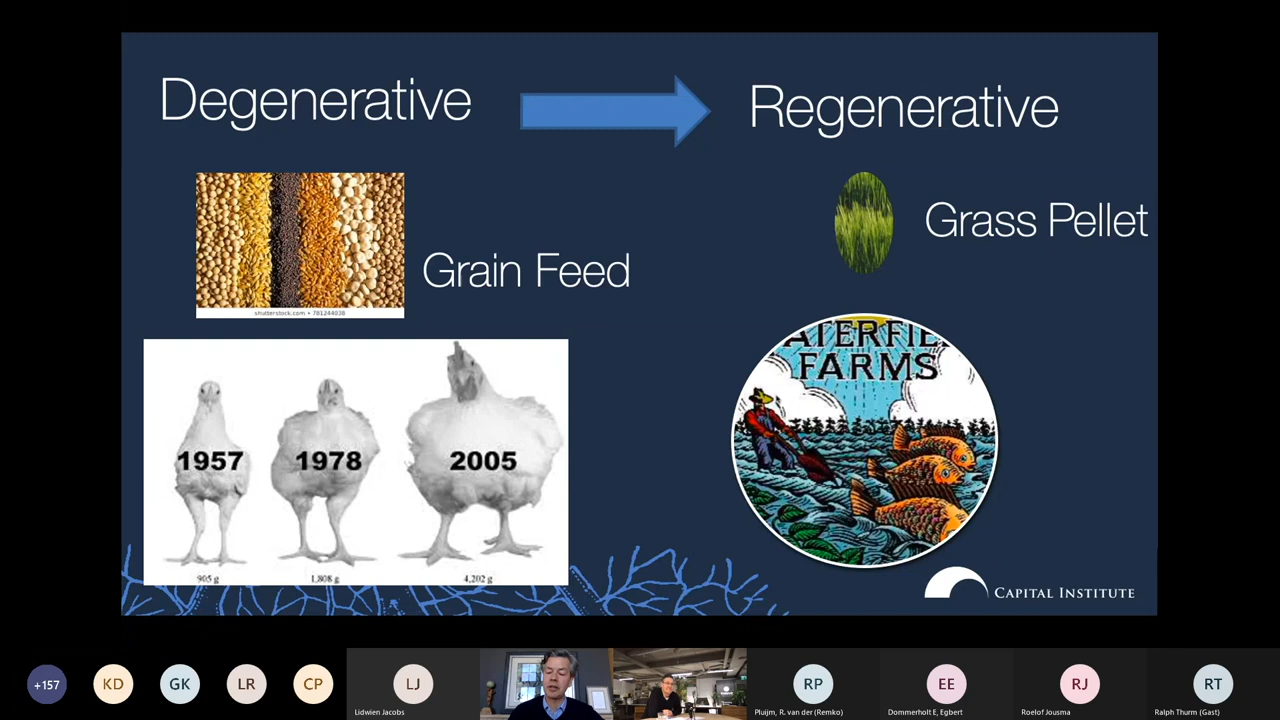 Degenerative
Regenerative
Grass Pellet
Grain Feed
shutterstock.com • 781244038
FARMS
1957
1978
2005
905 g
1,808 g
4,202 g
CAPITAL INSTITUTE
+157
KD
GK
LR
CP
LJ
RP
EE
RJ
RT
Lidwien Jacobs
Pluijm, R. van der (Remko)
Dommerholt E, Egbert
Roelof Jousma
Ralph Thurm (Gast)